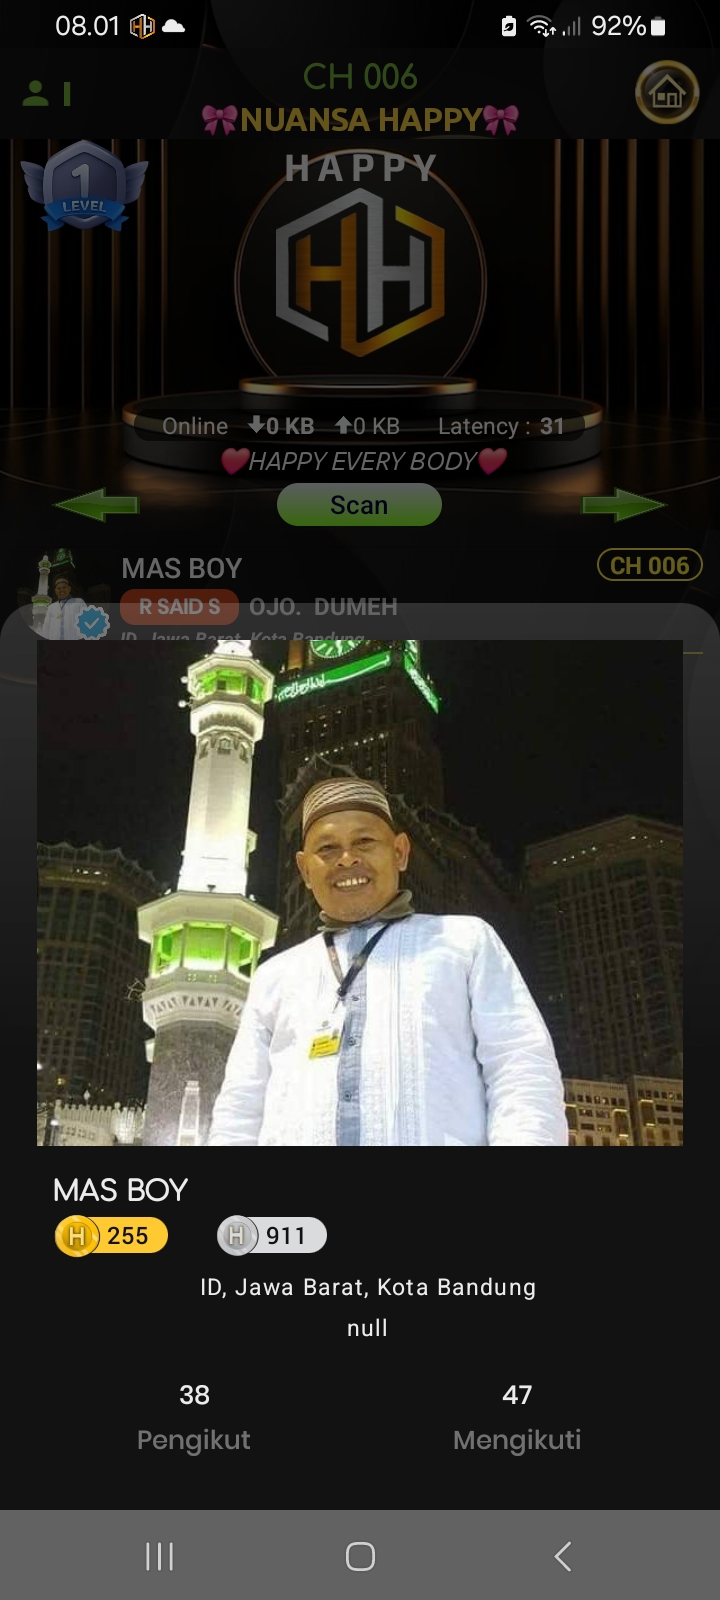 08.01
92%
CH 006
🎀NUANSA HAPPY🎀
HAPPY
1
LEVEL
Online ⬇0 KB ⬆0 KB Latency : 31
❤HAPPY EVERY BODY❤
Scan
MAS BOY
CH 006
R SAID S OJO. DUMEH
ID, Jawa Barat, Kota Bandung
MAS BOY
H 255 H 911
ID, Jawa Barat, Kota Bandung
null
38 47
Pengikut Mengikuti